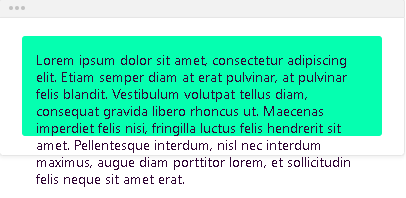 Lorem ipsum dolor sit amet, consectetur adipiscing
elit. Etiam semper diam at erat pulvinar, at pulvinar
felis blandit. Vestibulum volutpat tellus diam,
consequat gravida libero rhoncus ut. Maecenas
imperdiet felis nisi, fringilla luctus felis hendrerit sit
amet. Pellentesque interdum, nisl nec interdum
maximus, augue diam porttitor lorem, et sollicitudin
felis neque sit amet erat.